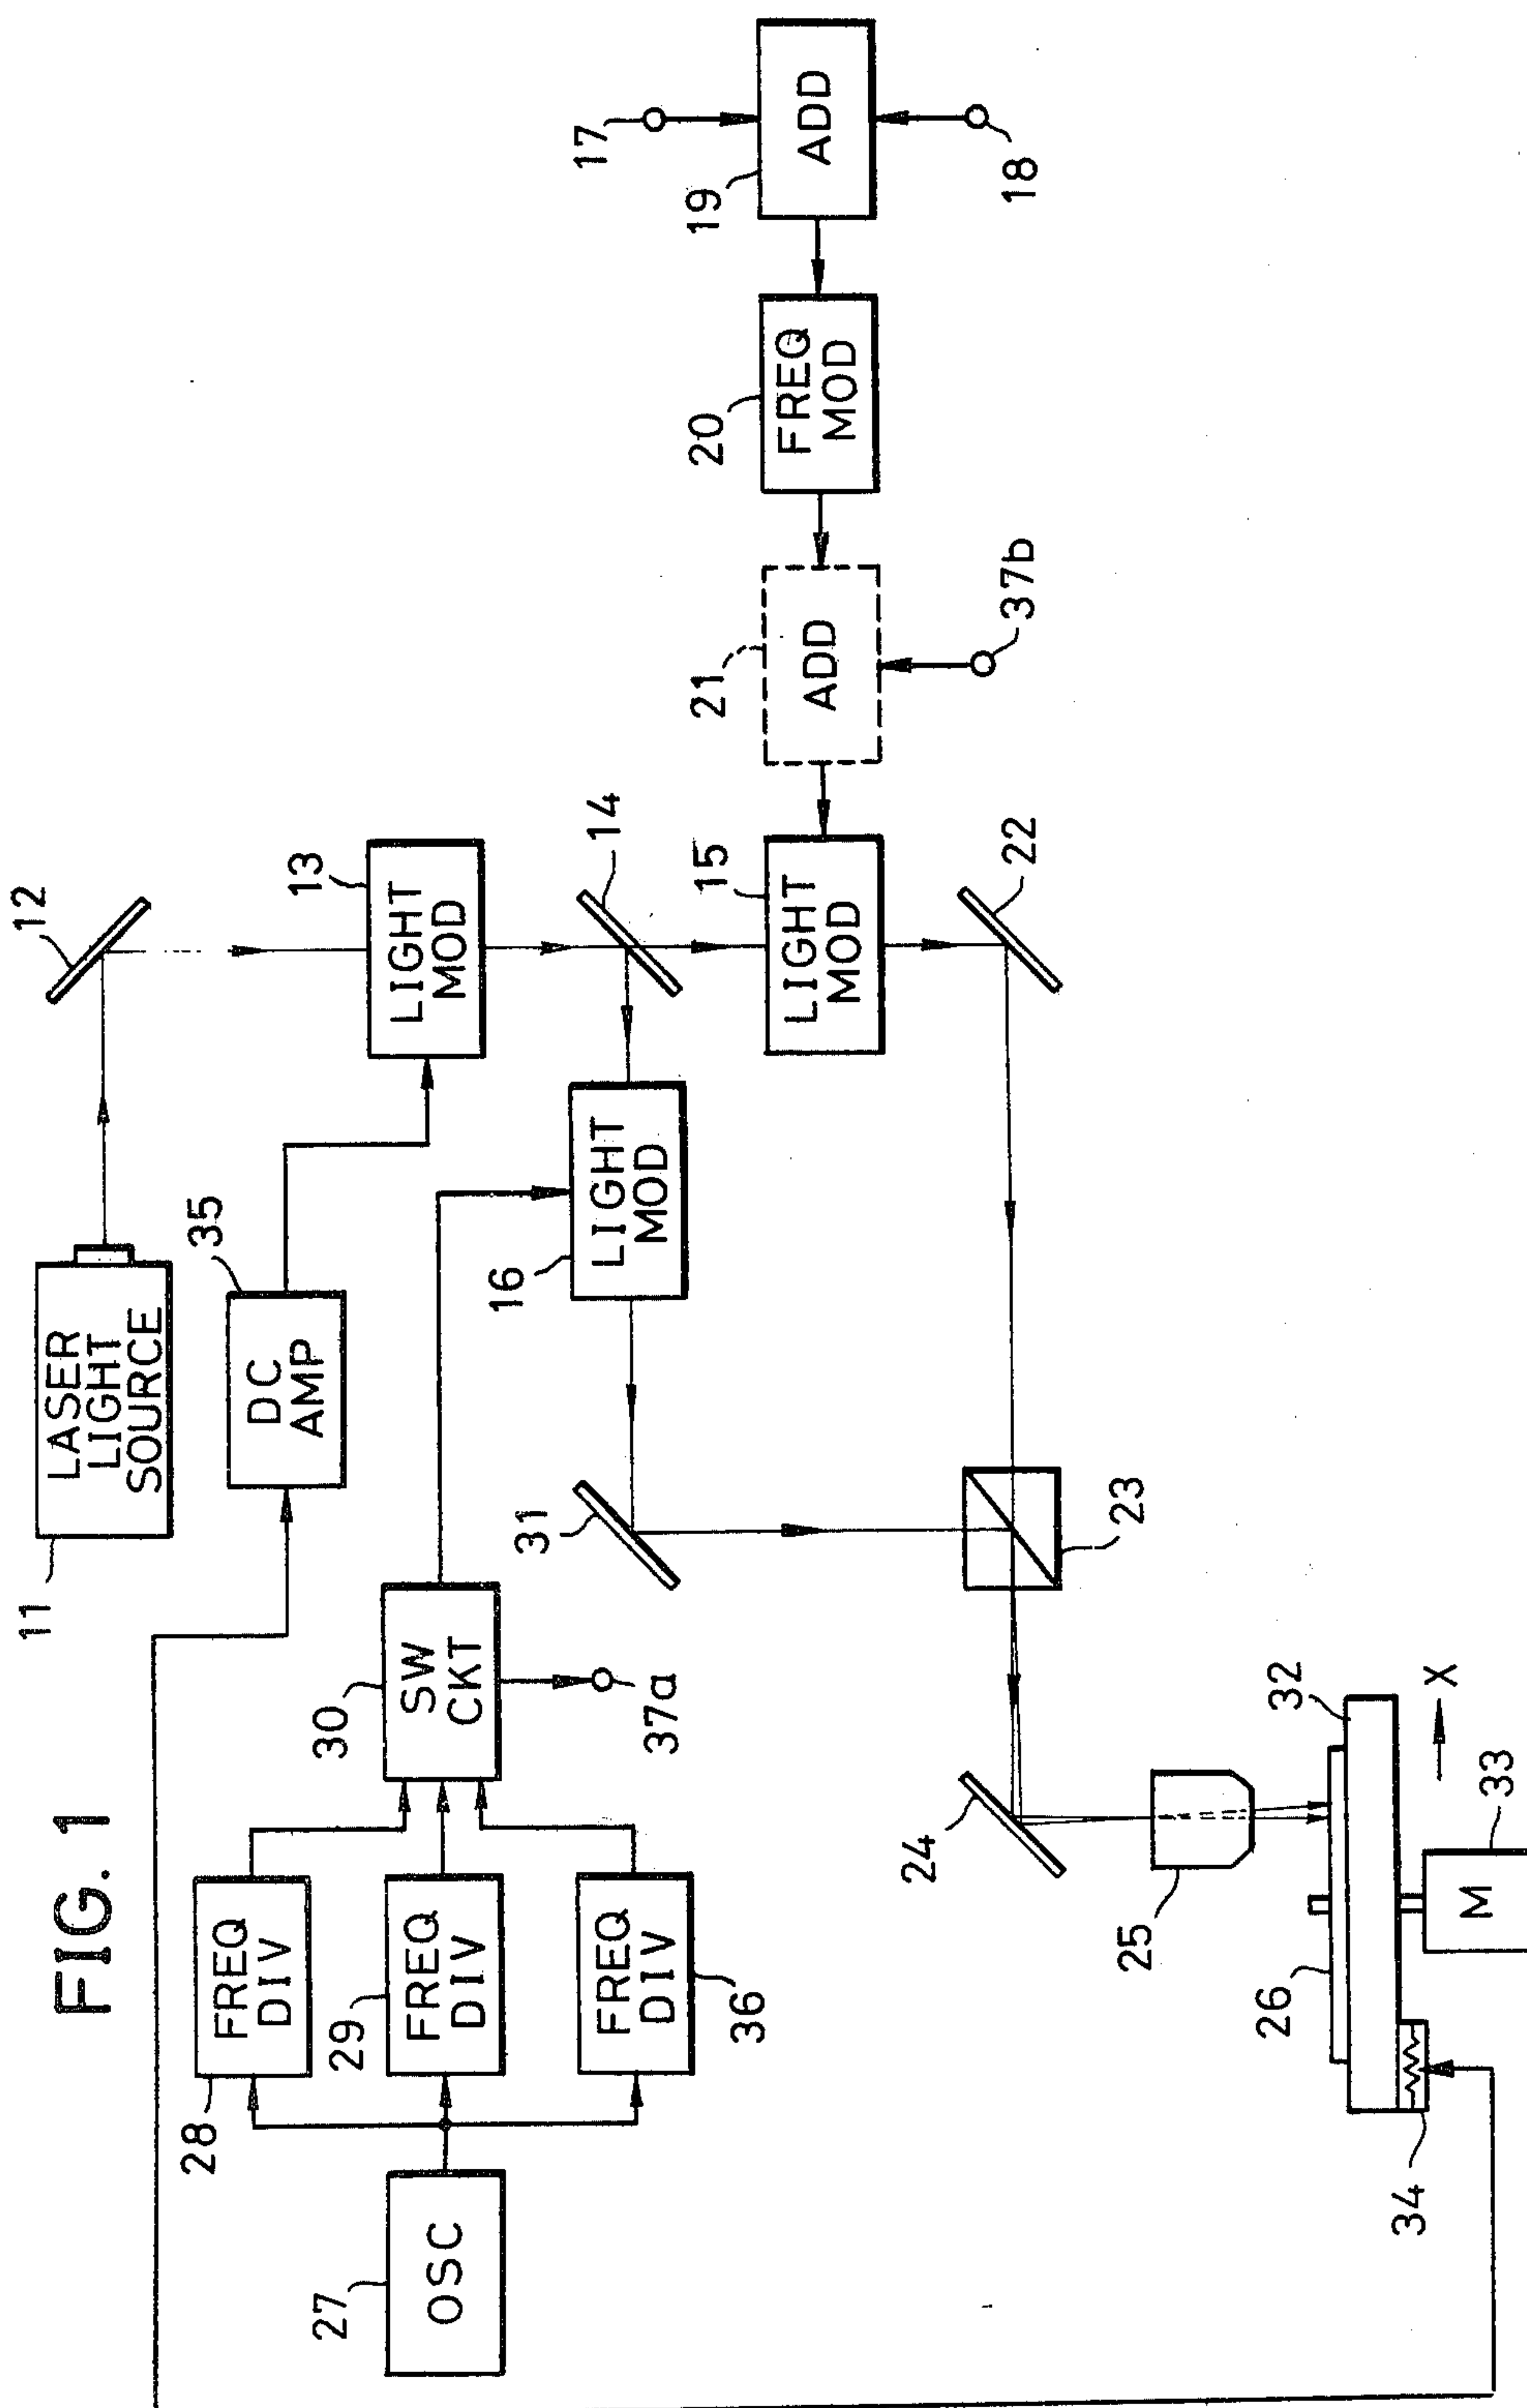 FIG. 1
11
LASER
LIGHT
SOURCE
12
35
DC
AMP
13
LIGHT
MOD
14
28
FREQ
DIV
27
OSC
29
FREQ
DIV
36
FREQ
DIV
30
SW
CKT
37a
16
LIGHT
MOD
31
15
LIGHT
MOD
21
ADD
37b
20
FREQ
MOD
19
ADD
17
18
22
23
24
25
26
32
X
33
M
34